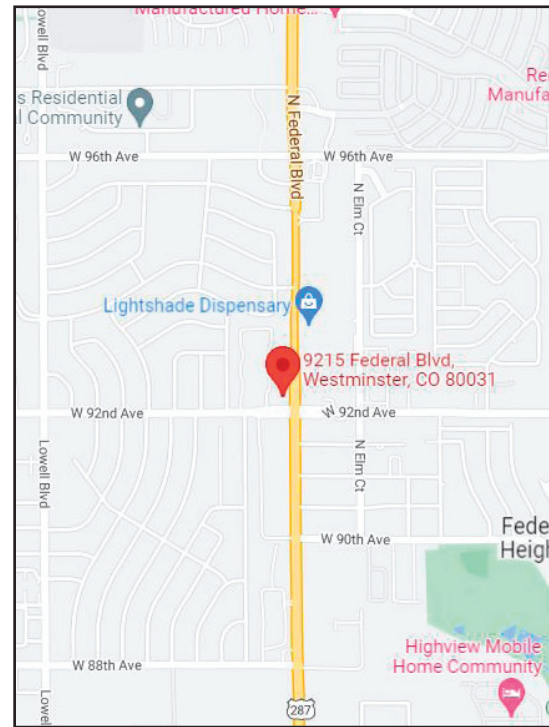 Manufactured Home...
Lowell Blvd
N Federal Blvd
Re
Manufa
s Residential
l Community
W 96th Ave
W 96th Ave
N Elm Ct
Lightshade Dispensary
9215 Federal Blvd,
Westminster, CO 80031
W 92nd Ave
W 92nd Ave
Lowell Blvd
N Elm Ct
Fede
Heigh
W 90th Ave
W 88th Ave
Highview Mobile
Home Community
Lowel
287